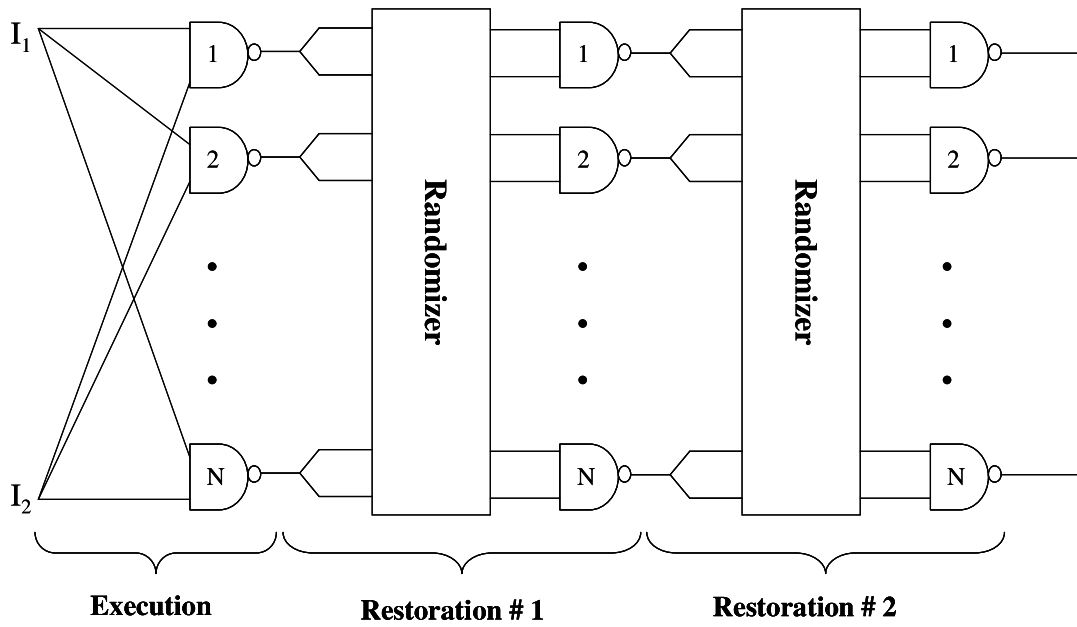 I₁
1
1
1
2
2
2
Randomizer
Randomizer
N
N
N
I₂
Execution
Restoration # 1
Restoration # 2